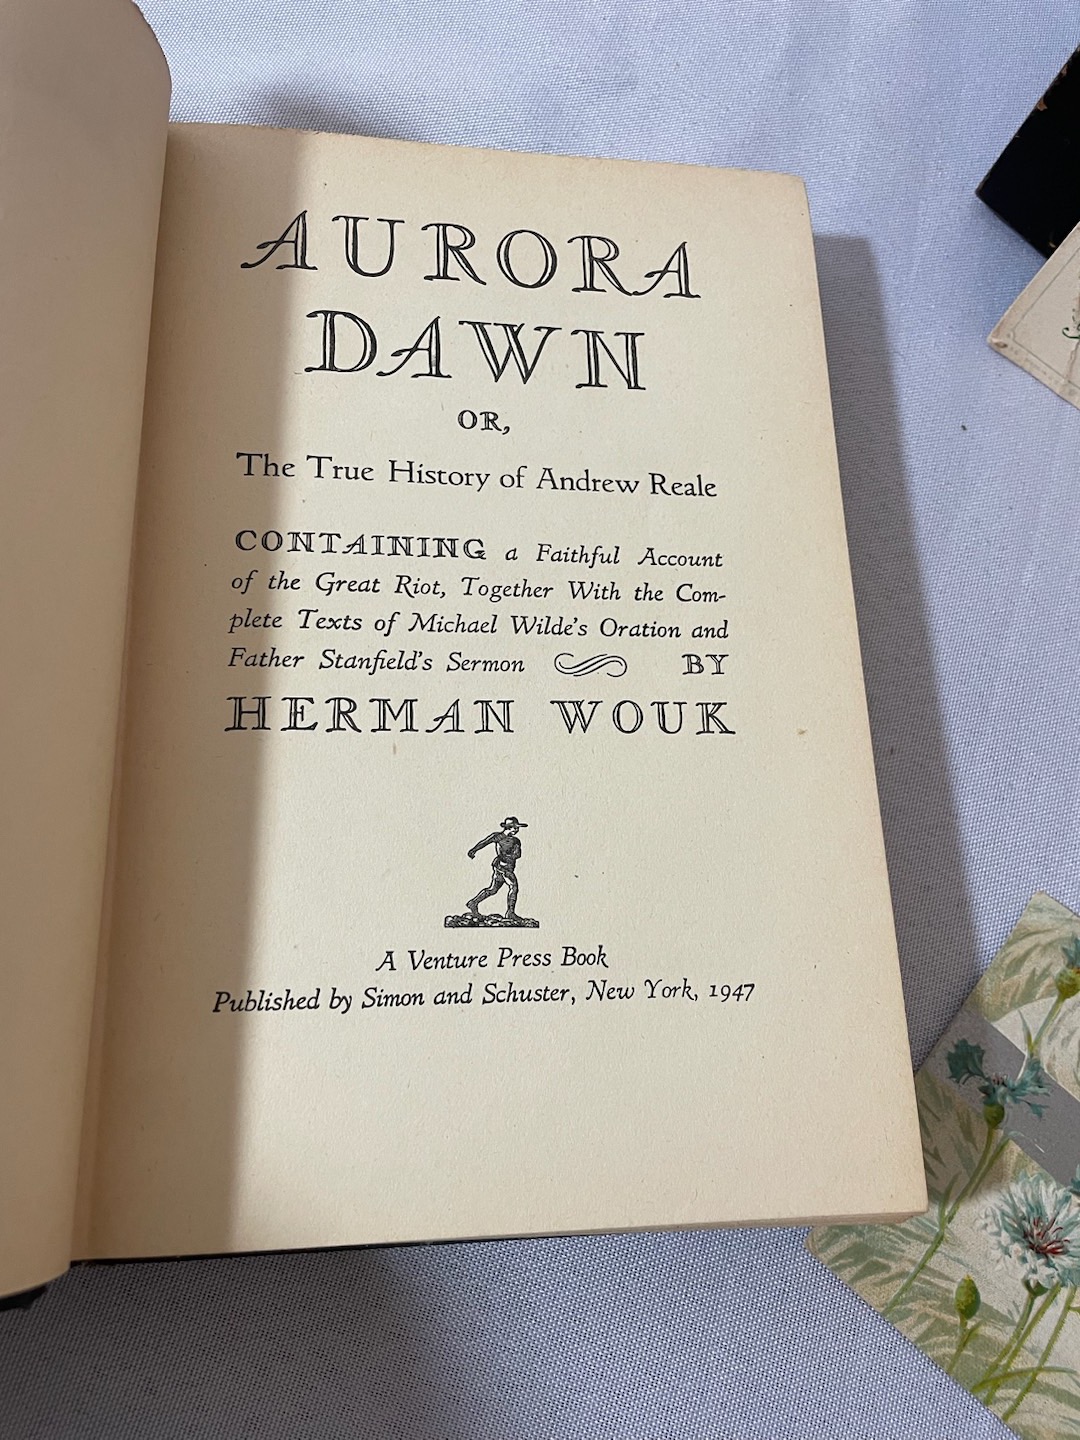 AURORA
DAWN
OR,
The True History of Andrew Reale
CONTAINING a Faithful Account
of the Great Riot, Together With the Com-
plete Texts of Michael Wilde's Oration and
Father Stanfield's Sermon BY
HERMAN WOUK
A Venture Press Book
Published by Simon and Schuster, New York, 1947